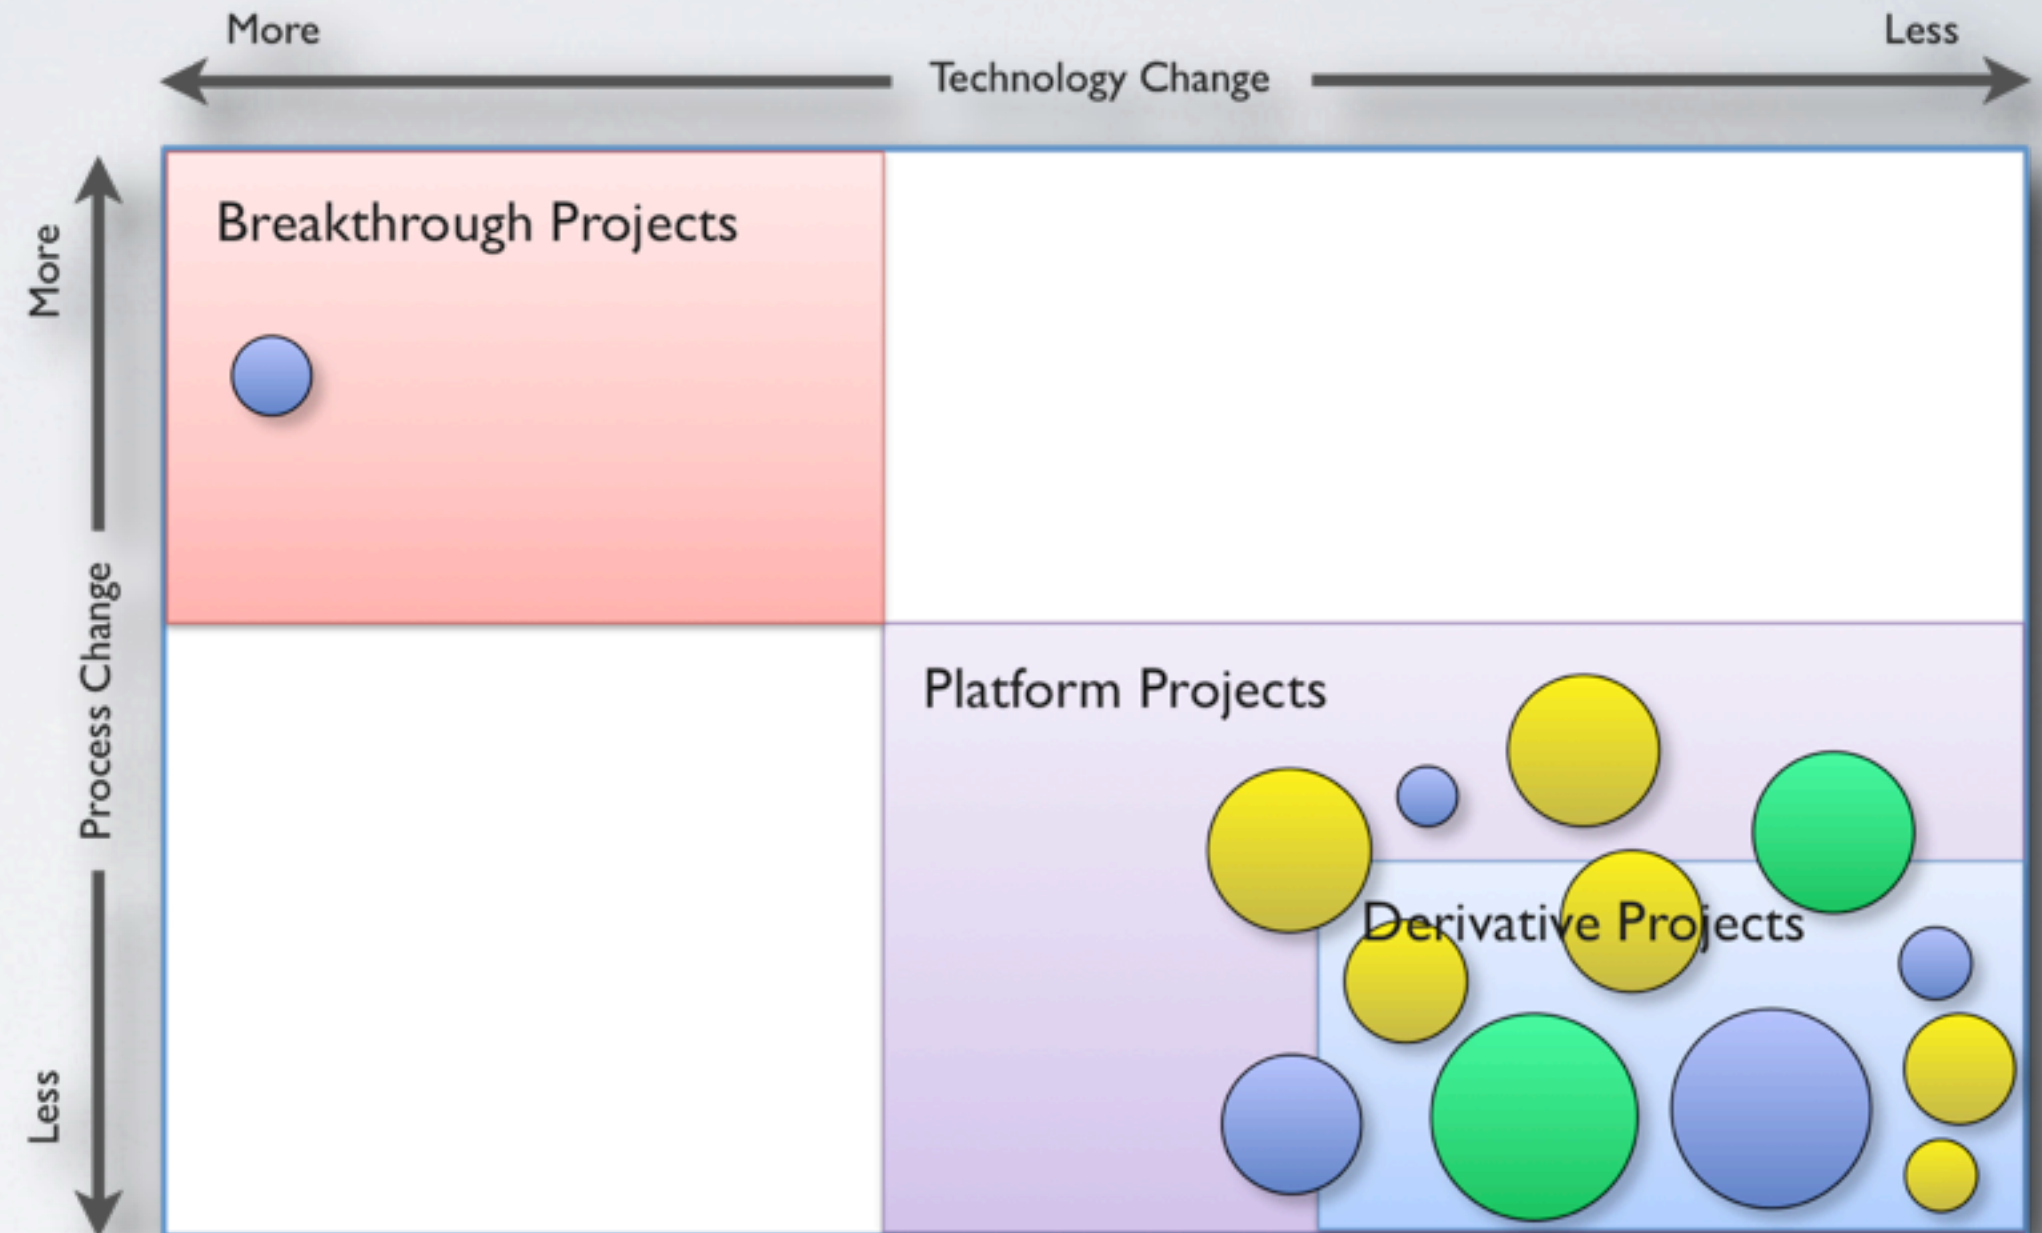 More
Less
Technology Change
More
Process Change
Less
Breakthrough Projects
Platform Projects
Derivative Projects